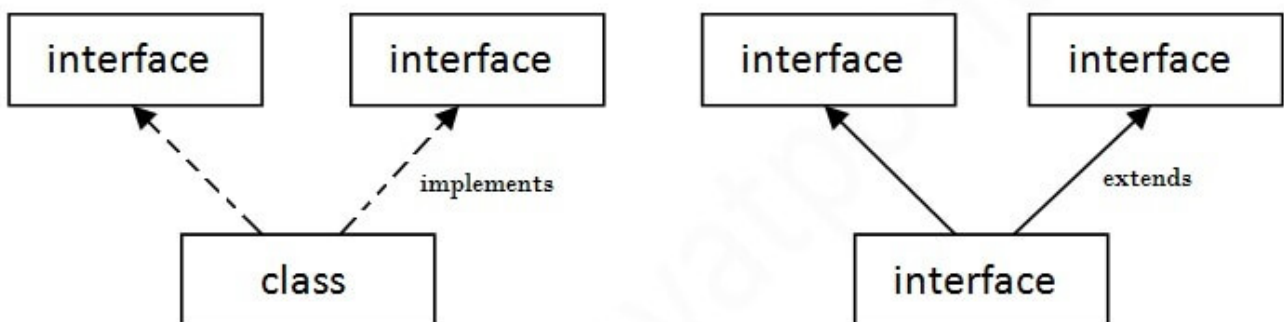 interface interface interface interface
implements extends
class interface